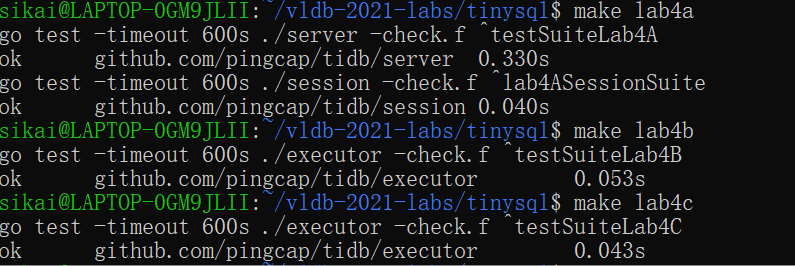 sikai@LAPTOP-0GM9JLII:~/vldb-2021-labs/tinysql$ make lab4a
go test -timeout 600s ./server -check.f ^testSuiteLab4A
ok      github.com/pingcap/tidb/server  0.330s
go test -timeout 600s ./session -check.f ^lab4ASessionSuite
ok      github.com/pingcap/tidb/session 0.040s
sikai@LAPTOP-0GM9JLII:~/vldb-2021-labs/tinysql$ make lab4b
go test -timeout 600s ./executor -check.f ^testSuiteLab4B
ok      github.com/pingcap/tidb/executor        0.053s
sikai@LAPTOP-0GM9JLII:~/vldb-2021-labs/tinysql$ make lab4c
go test -timeout 600s ./executor -check.f ^testSuiteLab4C
ok      github.com/pingcap/tidb/executor        0.043s